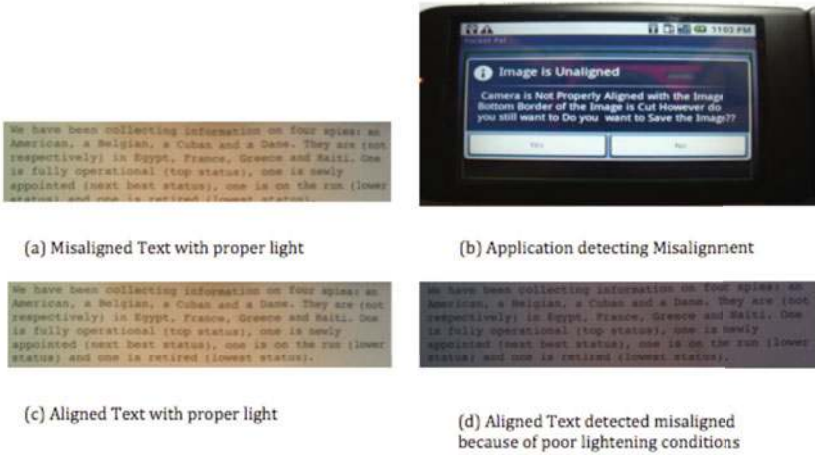 We have been collecting information on four spies: an
American, a Belgian, a Cuban and a Dane. They are (not
respectively) in Egypt, France, Greece and Haiti. One
is fully operational (top status), one is newly
appointed (next best status), one is on the run (lower
status) and one is retired (lowest status).
(a) Misaligned Text with proper light
11:03 PM
Pocket Pal
Image is Unaligned
Camera is Not Properly Aligned with the Image
Bottom Border of the Image is Cut However do
you still want to Do you want to Save the Image??
Yes
No
(b) Application detecting Misalignment
We have been collecting information on four spies: an
American, a Belgian, a Cuban and a Dane. They are (not
respectively) in Egypt, France, Greece and Haiti. One
is fully operational (top status), one is newly
appointed (next best status), one is on the run (lower
status) and one is retired (lowest status).
(c) Aligned Text with proper light
We have been collecting information on four spies: an
American, a Belgian, a Cuban and a Dane. They are (not
respectively) in Egypt, France, Greece and Haiti. One
is fully operational (top status), one is newly
appointed (next best status), one is on the run (lower
status) and one is retired (lowest status).
(d) Aligned Text detected misaligned
because of poor lightening conditions